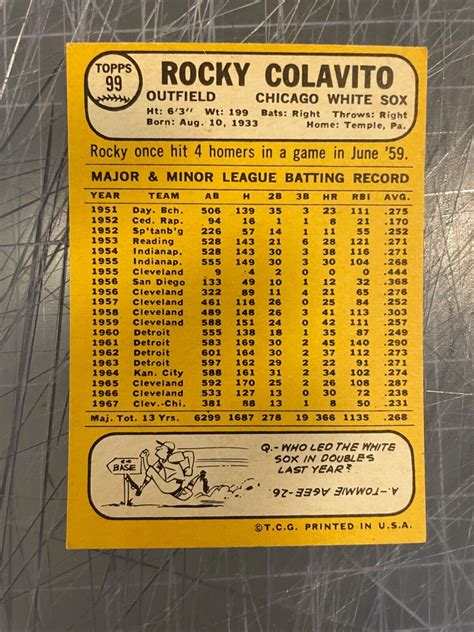 TOPPS
99
ROCKY COLAVITO
OUTFIELD CHICAGO WHITE SOX
Ht: 6'3" Wt: 199 Bats: Right Throws: Right
Born: Aug. 10, 1933 Home: Temple, Pa.
Rocky once hit 4 homers in a game in June '59.
MAJOR & MINOR LEAGUE BATTING RECORD
YEAR TEAM AB H 2B 3B HR RBI AVG.
1951 Day. Bch. 506 139 35 3 23 111 .275
1952 Ced. Rap. 94 16 1 1 8 21 .170
1952 Sp'tanb'g 226 57 14 1 11 55 .252
1953 Reading 528 143 21 6 28 121 .271
1954 Indianap. 528 143 30 3 38 116 .271
1955 Indianap. 555 149 30 3 30 104 .268
1955 Cleveland 9 4 2 0 0 0 .444
1956 San Diego 133 49 10 1 12 32 .368
1956 Cleveland 322 89 11 4 21 65 .276
1957 Cleveland 461 116 26 0 25 84 .252
1958 Cleveland 489 148 26 3 41 113 .303
1959 Cleveland 588 151 24 0 42 111 .257
1960 Detroit 555 138 18 1 35 87 .249
1961 Detroit 583 169 30 2 45 140 .290
1962 Detroit 601 164 30 2 37 112 .273
1963 Detroit 597 162 29 2 22 91 .271
1964 Kan. City 588 161 31 2 34 102 .274
1965 Cleveland 592 170 25 2 26 108 .287
1966 Cleveland 533 127 13 0 30 72 .238
1967 Clev.-Chi. 381 88 13 1 8 50 .231
Maj. Tot. 13 Yrs. 6299 1687 278 19 366 1135 .268
BASE
Q.-WHO LED THE WHITE
SOX IN DOUBLES
LAST YEAR?
A.-TOMMIE AGEE-26.
©T.C.G. PRINTED IN U.S.A.